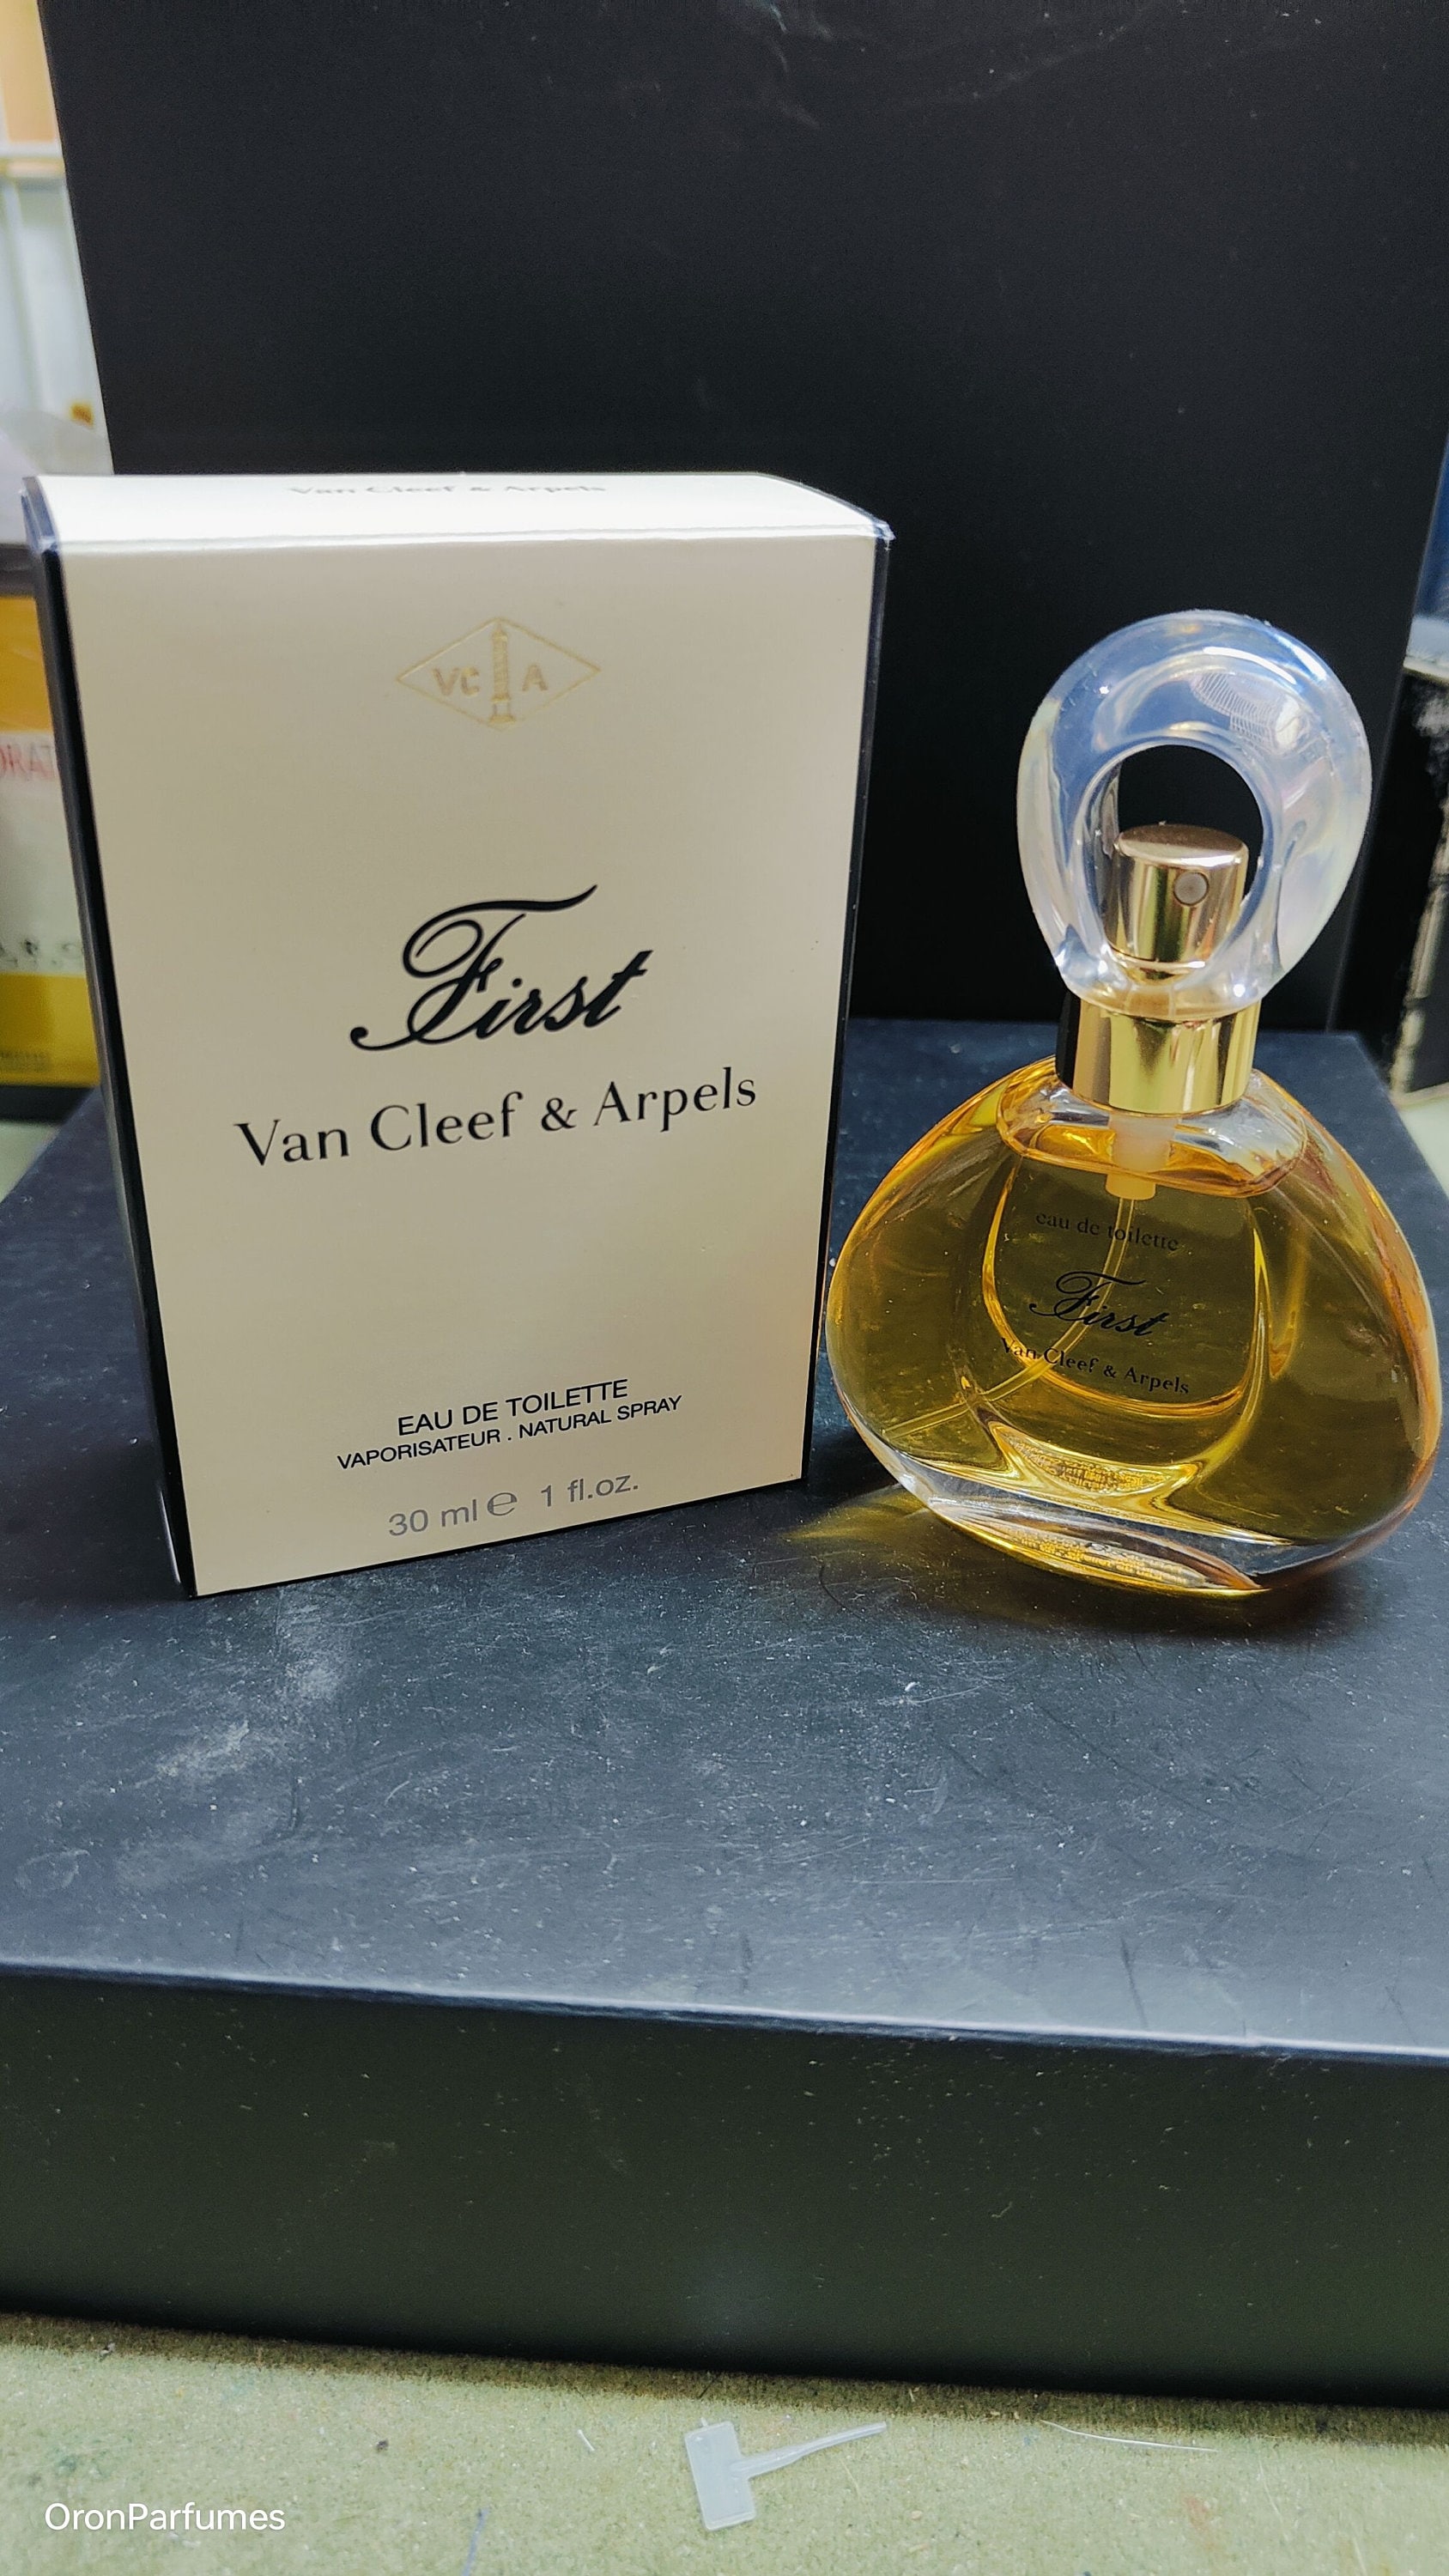 Van Cleef & Arpels
VC A
First
Van Cleef & Arpels
EAU DE TOILETTE
VAPORISATEUR . NATURAL SPRAY
30 ml e 1 fl.oz.
eau de toilette
First
Van Cleef & Arpels
OronParfumes